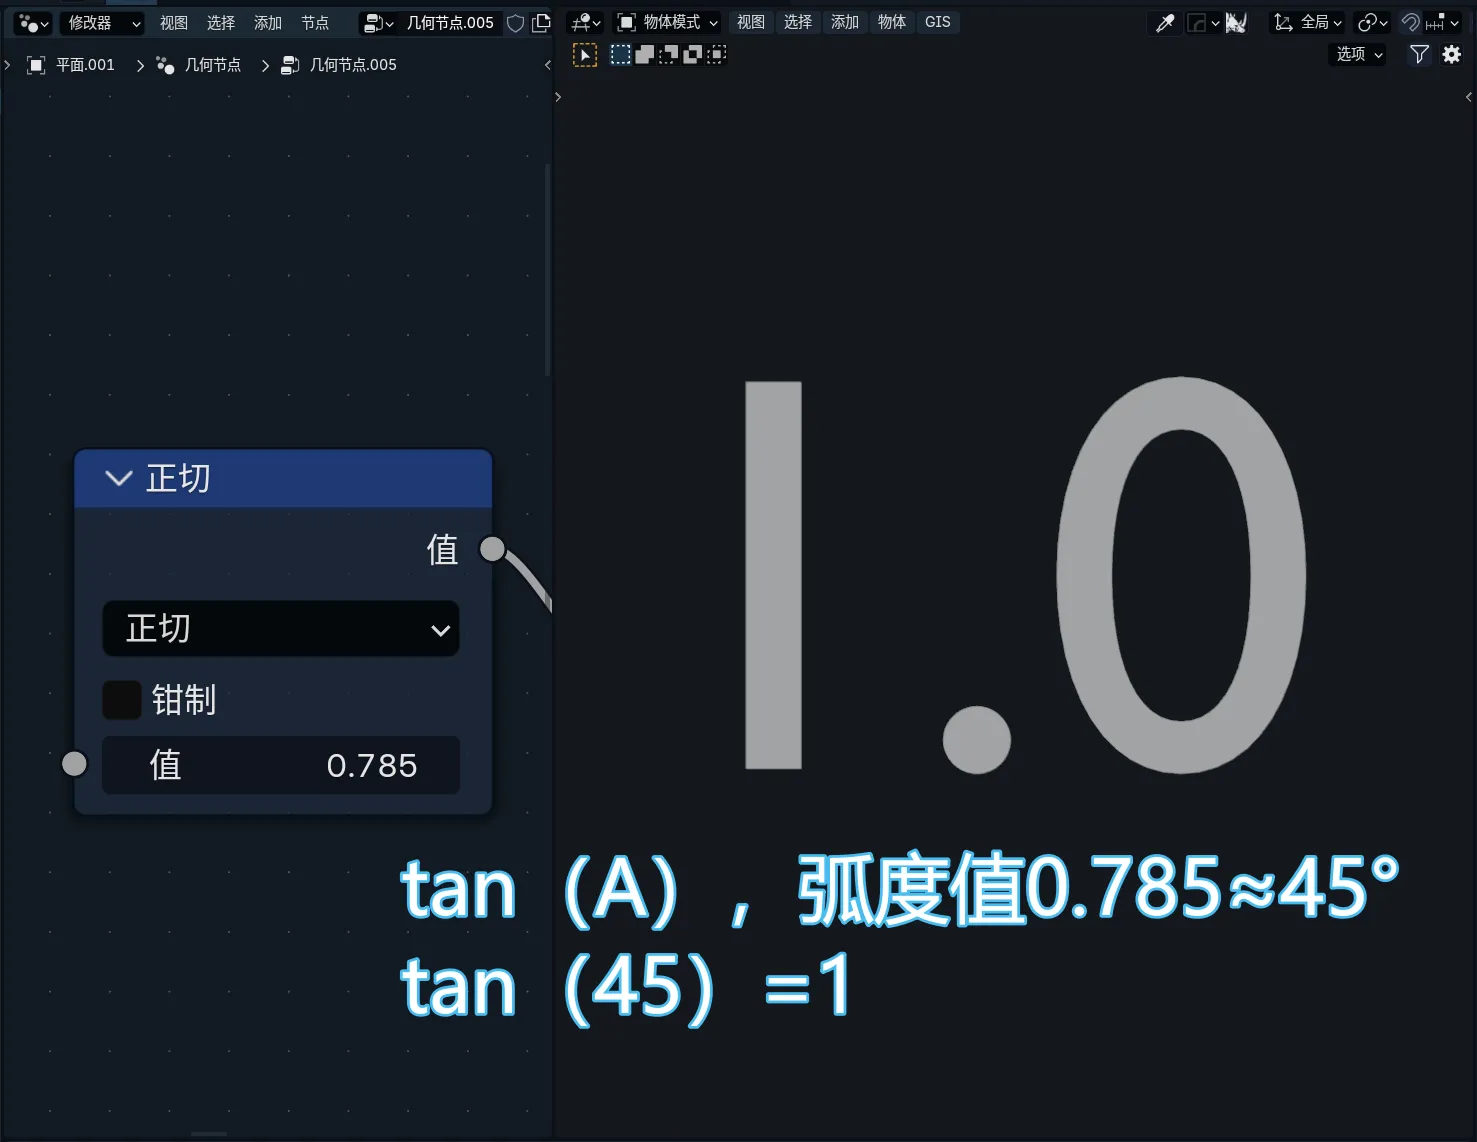 修改器 视图 选择 添加 节点 几何节点.005
平面.001 几何节点 几何节点.005
物体模式 视图 选择 添加 物体 GIS 全局
选项
正切
值
正切
钳制
值 0.785
1.0
tan（A），弧度值0.785≈45°
tan（45）=1